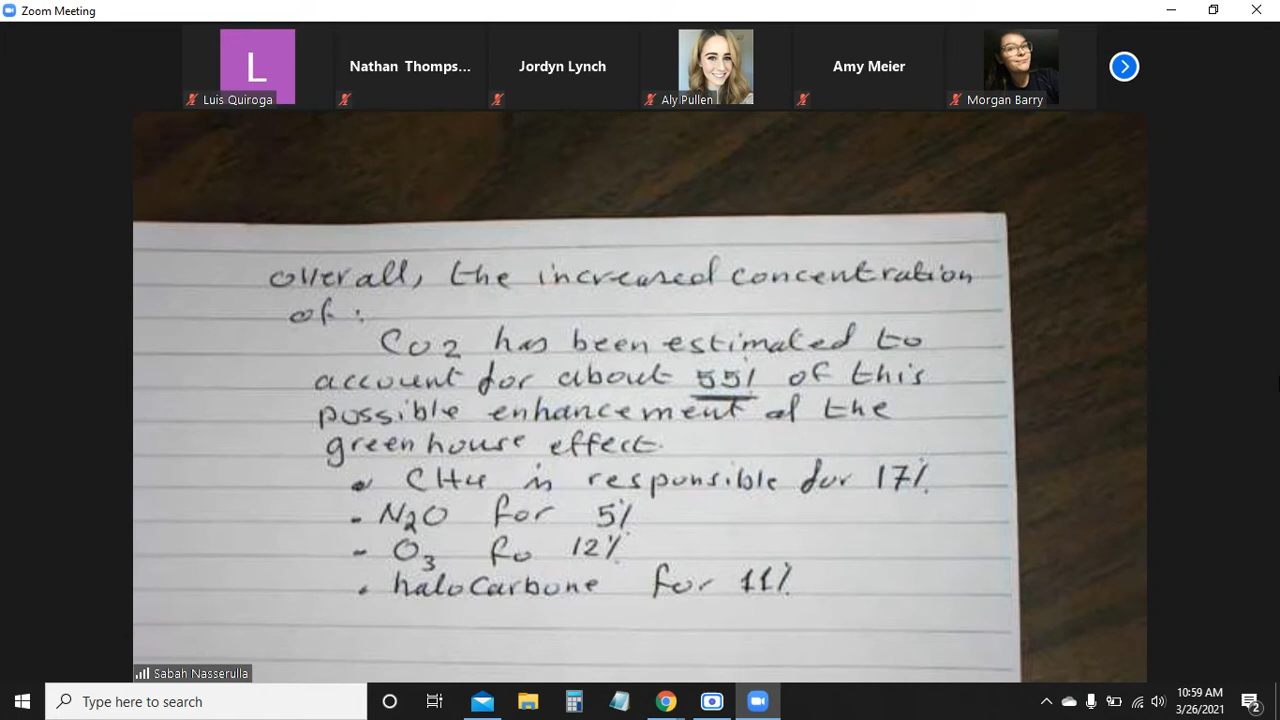 Zoom Meeting
L
Luis Quiroga
Nathan Thomps...
Jordyn Lynch
Aly Pullen
Amy Meier
Morgan Barry
overall, the increased concentration
of :
CO2 has been estimated to
account for about 55% of this
possible enhancement of the
greenhouse effect.
• CH4 is responsible for 17%.
- N2O for 5%
- O3 fo 12%
• halocarbone for 11%
Sabah Nasserulla
Type here to search
10:59 AM
3/26/2021
2